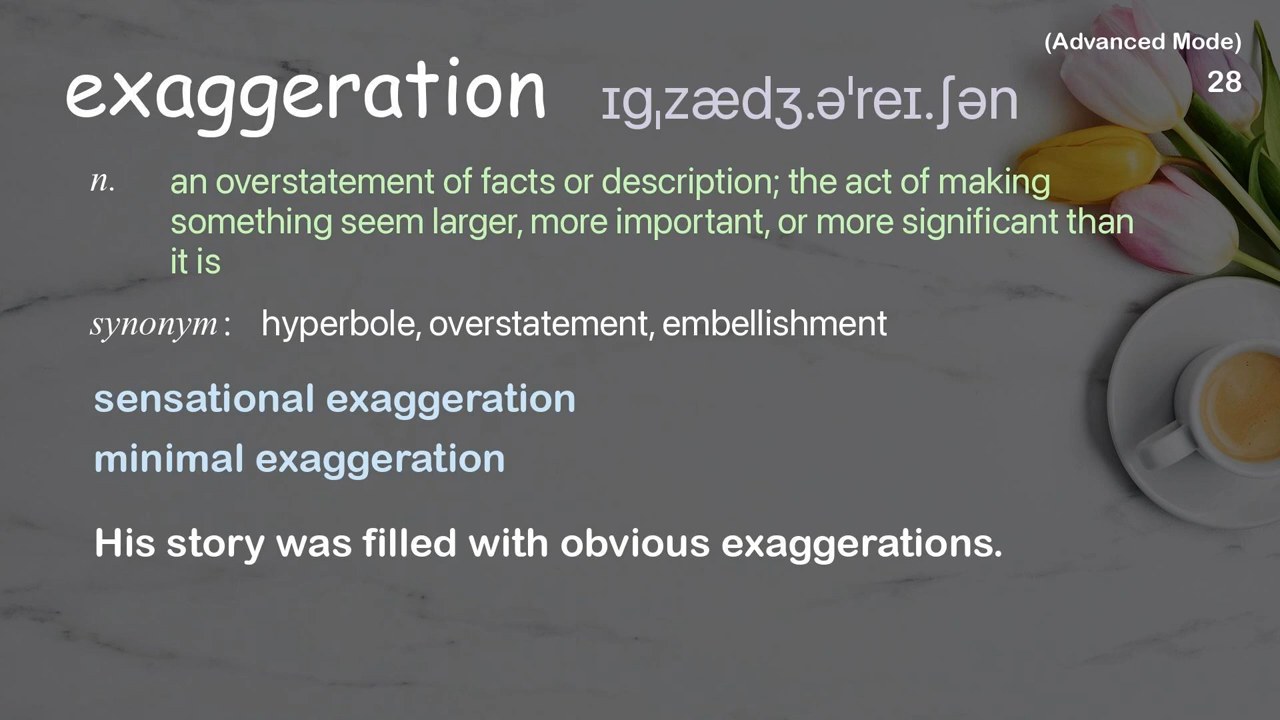 (Advanced Mode)
28
exaggeration ɪgˌzædʒ.əˈreɪ.ʃən
n. an overstatement of facts or description; the act of making
something seem larger, more important, or more significant than
it is
synonym: hyperbole, overstatement, embellishment
sensational exaggeration
minimal exaggeration
His story was filled with obvious exaggerations.